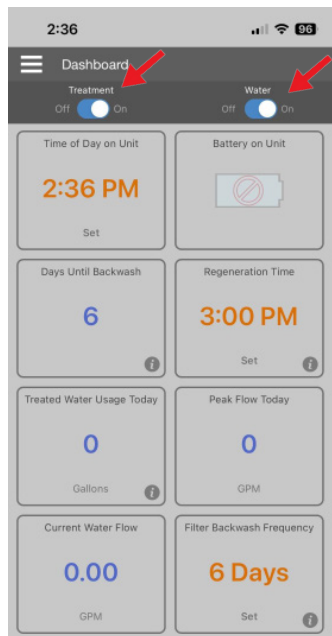 2:36 96
Dashboard
Treatment Water
Off On Off On
Time of Day on Unit Battery on Unit
2:36 PM
Set
Days Until Backwash Regeneration Time
6 3:00 PM
i Set i
Treated Water Usage Today Peak Flow Today
0 0
Gallons i GPM
Current Water Flow Filter Backwash Frequency
0.00 6 Days
GPM Set i